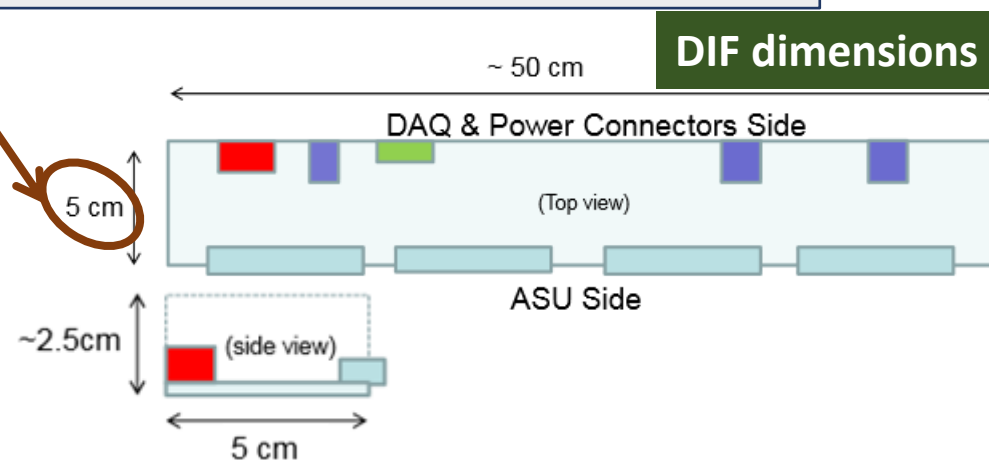 DIF dimensions
~ 50 cm
DAQ & Power Connectors Side
5 cm
(Top view)
ASU Side
~2.5cm
(side view)
5 cm